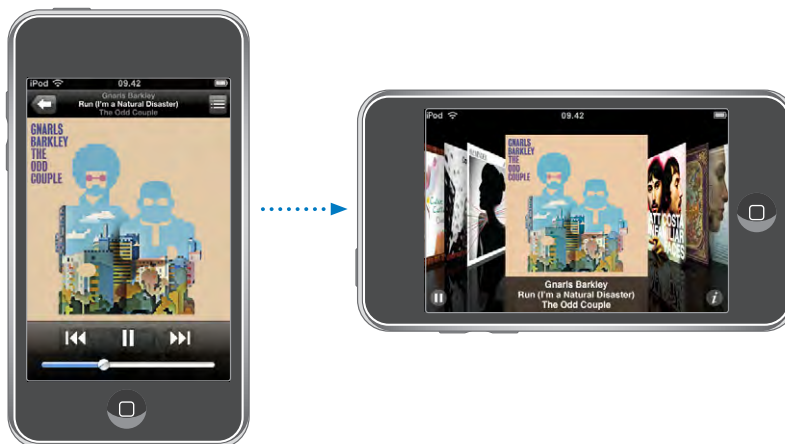 iPod 09.42
Gnarls Barkley
Run (I'm a Natural Disaster)
The Odd Couple
GNARLS
BARKLEY
THE
ODD
COUPLE
iPod 09.42
GNARLS
BARKLEY
THE
ODD
COUPLE
Gnarls Barkley
Run (I'm a Natural Disaster)
The Odd Couple
i